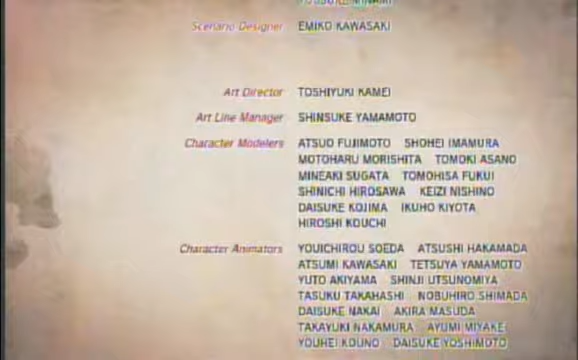 Scenario Designer EMIKO KAWASAKI
Art Director TOSHIYUKI KAMEI
Art Line Manager SHINSUKE YAMAMOTO
Character Modelers ATSUO FUJIMOTO SHOHEI IMAMURA
MOTOHARU MORISHITA TOMOKI ASANO
MINEAKI SUGATA TOMOHISA FUKUI
SHINICHI HIROSAWA KEIZI NISHINO
DAISUKE KOJIMA IKUHO KIYOTA
HIROSHI KOUCHI
Character Animators YOUICHIROU SOEDA ATSUSHI HAKAMADA
ATSUMI KAWASAKI TETSUYA YAMAMOTO
YUTO AKIYAMA SHINJI UTSUNOMIYA
TASUKU TAKAHASHI NOBUHIRO SHIMADA
DAISUKE NAKAI AKIRA MASUDA
TAKAYUKI NAKAMURA AYUMI MIYAKE
YOUHEI KOUNO DAISUKE YOSHIMOTO